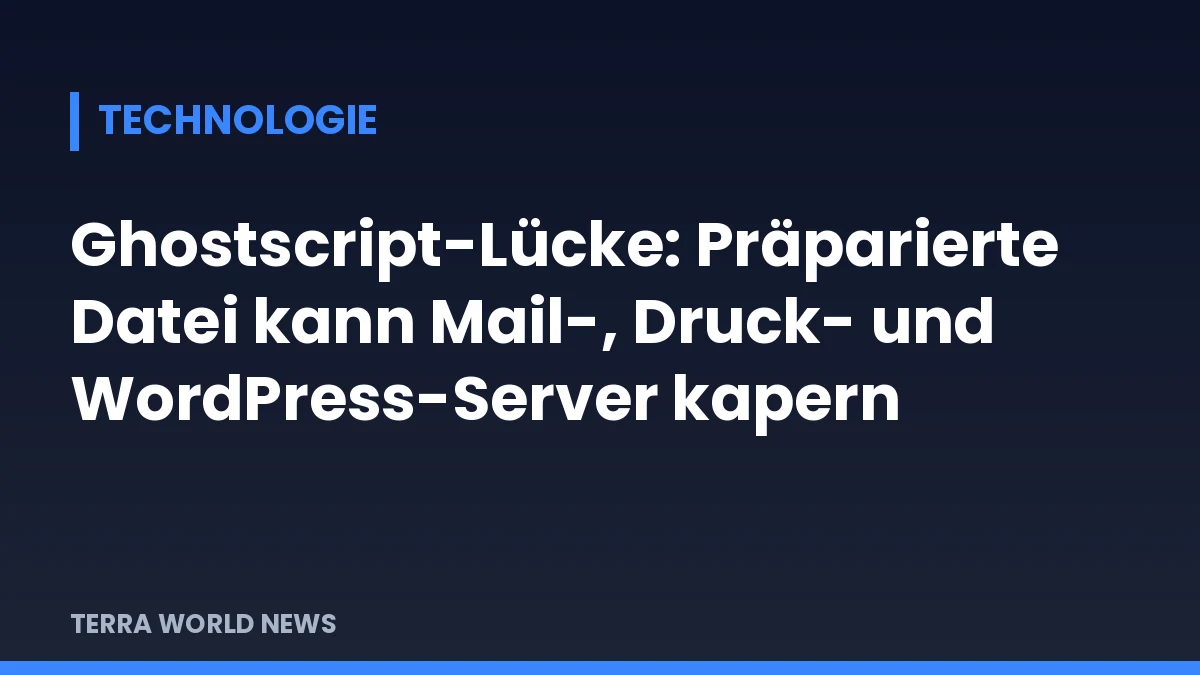 TECHNOLOGIE
Ghostscript-Lücke: Präparierte
Datei kann Mail-, Druck- und
WordPress-Server kapern
TERRA WORLD NEWS